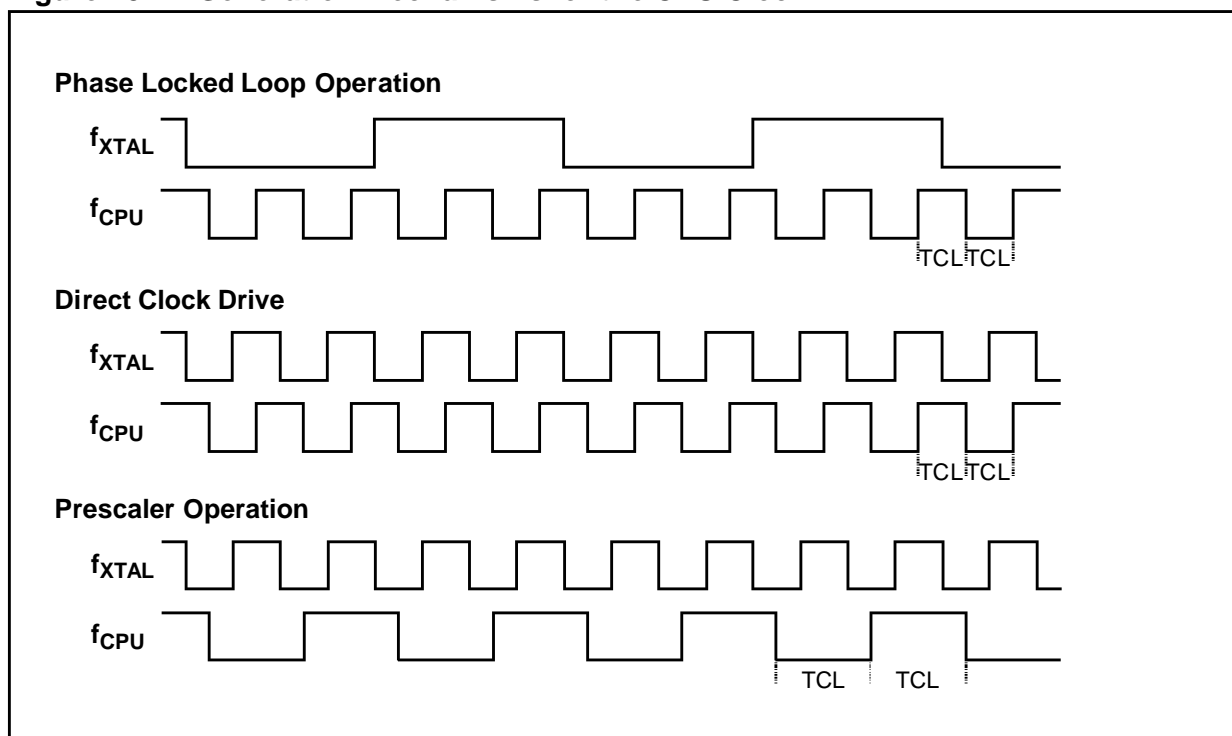 Phase Locked Loop Operation
fXTAL
fCPU
TCL TCL
Direct Clock Drive
fXTAL
fCPU
TCL TCL
Prescaler Operation
fXTAL
fCPU
TCL TCL